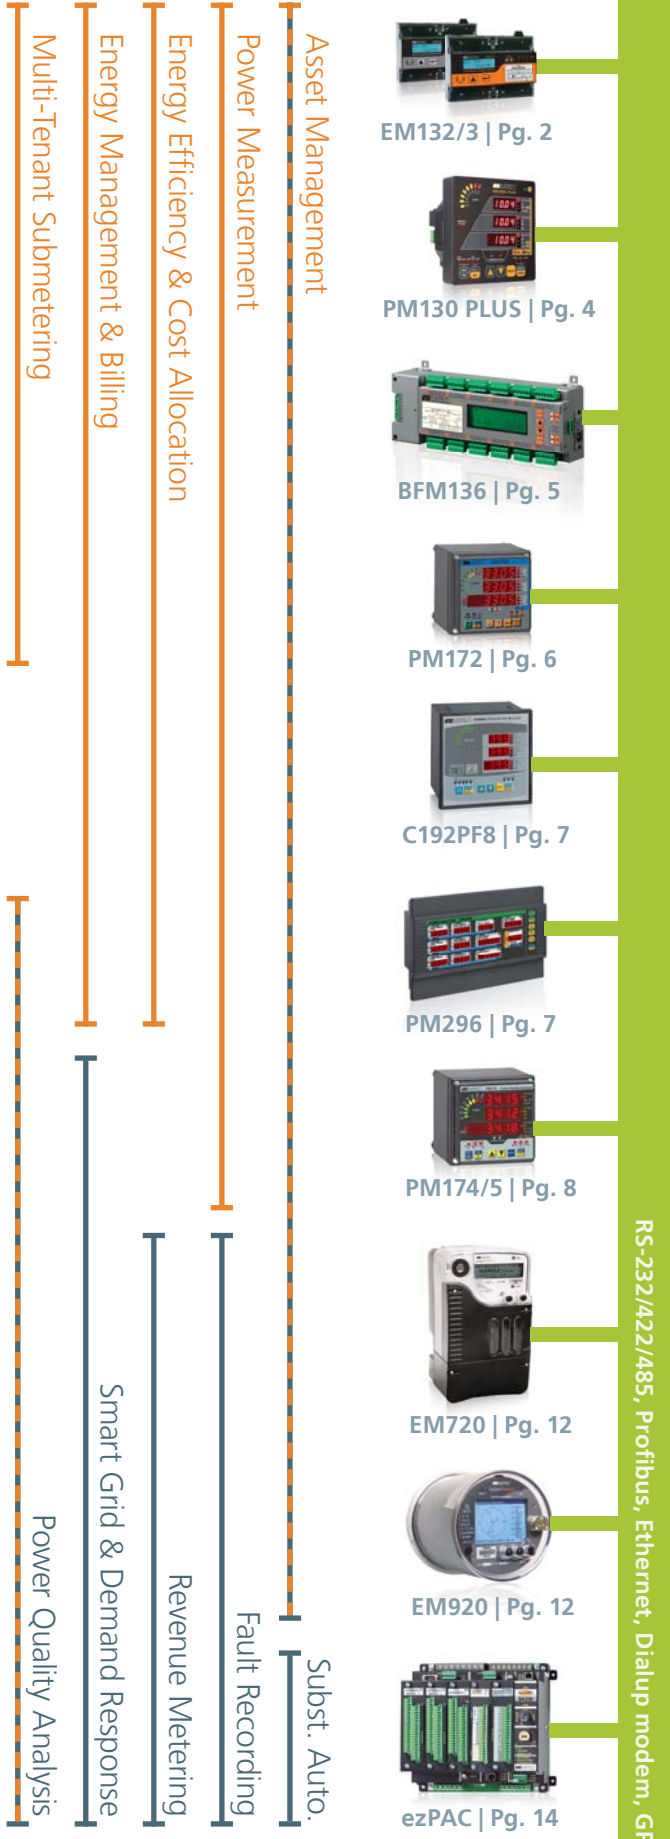 Asset Management
Power Measurement
Energy Efficiency & Cost Allocation
Energy Management & Billing
Multi-Tenant Submetering
Subst. Auto.
Fault Recording
Revenue Metering
Smart Grid & Demand Response
Power Quality Analysis
EM132/3 | Pg. 2
PM130 PLUS | Pg. 4
BFM136 | Pg. 5
PM172 | Pg. 6
C192PF8 | Pg. 7
PM296 | Pg. 7
PM174/5 | Pg. 8
EM720 | Pg. 12
EM920 | Pg. 12
ezPAC | Pg. 14
RS-232/422/485, Profibus, Ethernet, Dialup modem,